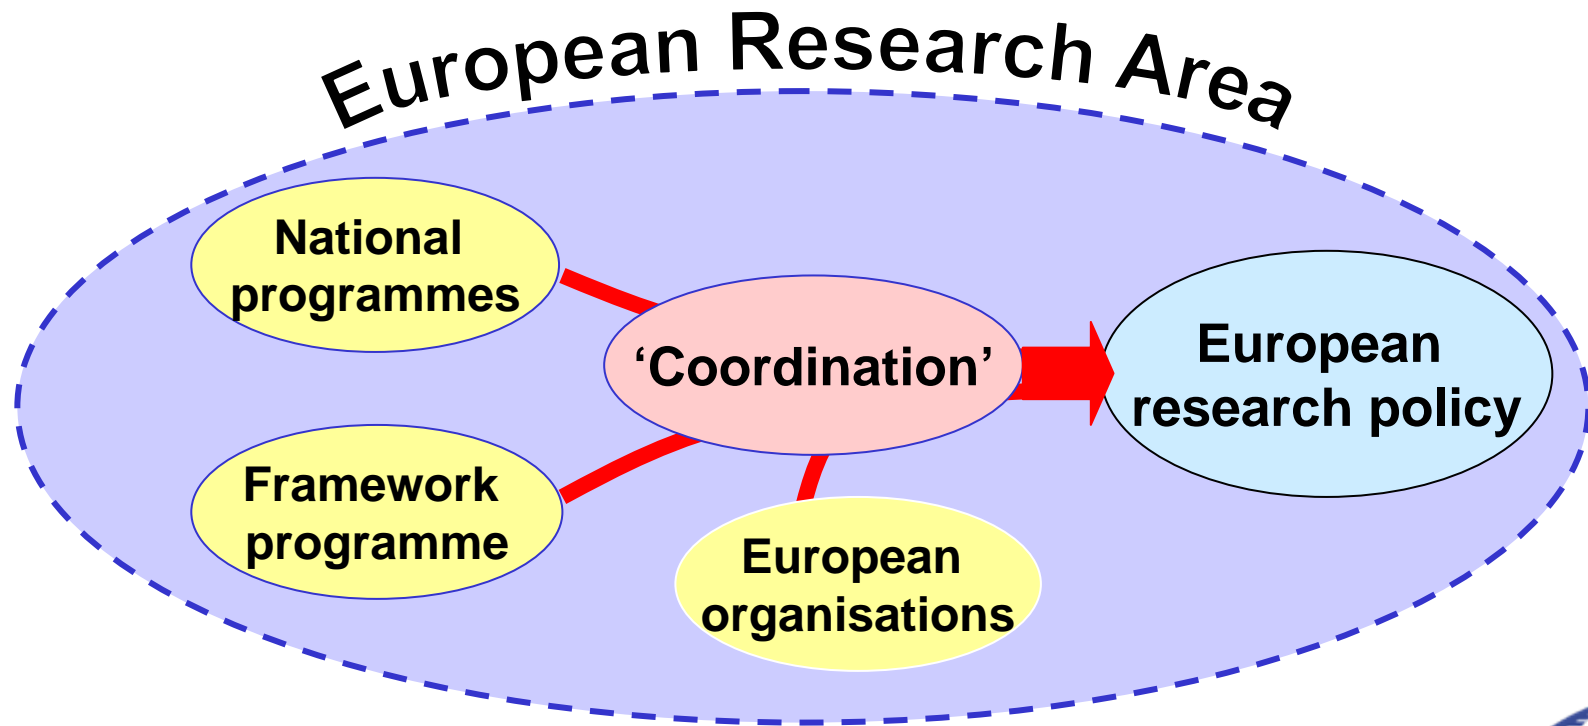 European Research Area
National
programmes
‘Coordination’
European
research policy
Framework
programme
European
organisations